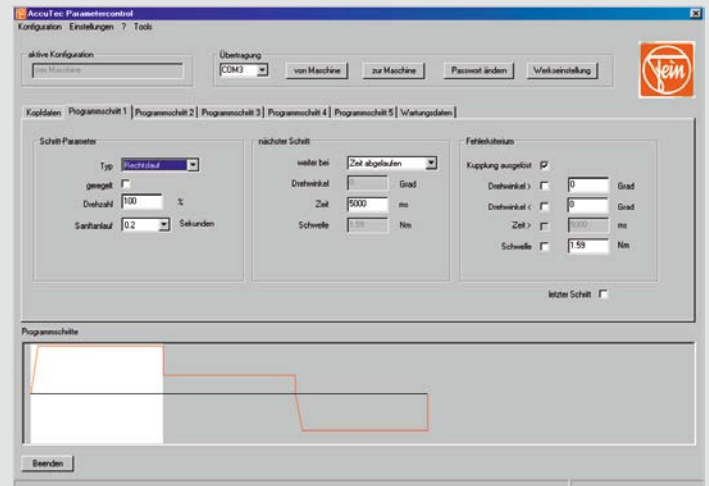 AccuTec Parametercontrol
Konfiguration Einstellungen ? Tools
aktive Konfiguration
von Maschine
Übertragung
COM3 von Maschine zur Maschine Passwort ändern Werkseinstellung
Fein
Kopfdaten Programmschritt 1 Programmschritt 2 Programmschritt 3 Programmschritt 4 Programmschritt 5 Wartungsdaten
Schritt-Parameter
Typ Rechtslauf
geregelt
Drehzahl 100 %
Sanftanlauf 0.2 Sekunden
nächster Schritt
weiter bei Zeit abgelaufen
Drehwinkel 0 Grad
Zeit 5000 ms
Schwelle 1.59 Nm
Fehlerkriterium
Kupplung ausgelöst
Drehwinkel > 0 Grad
Drehwinkel < 0 Grad
Zeit > 5000 ms
Schwelle 1.59 Nm
letzter Schritt
Programmschritte
Beenden